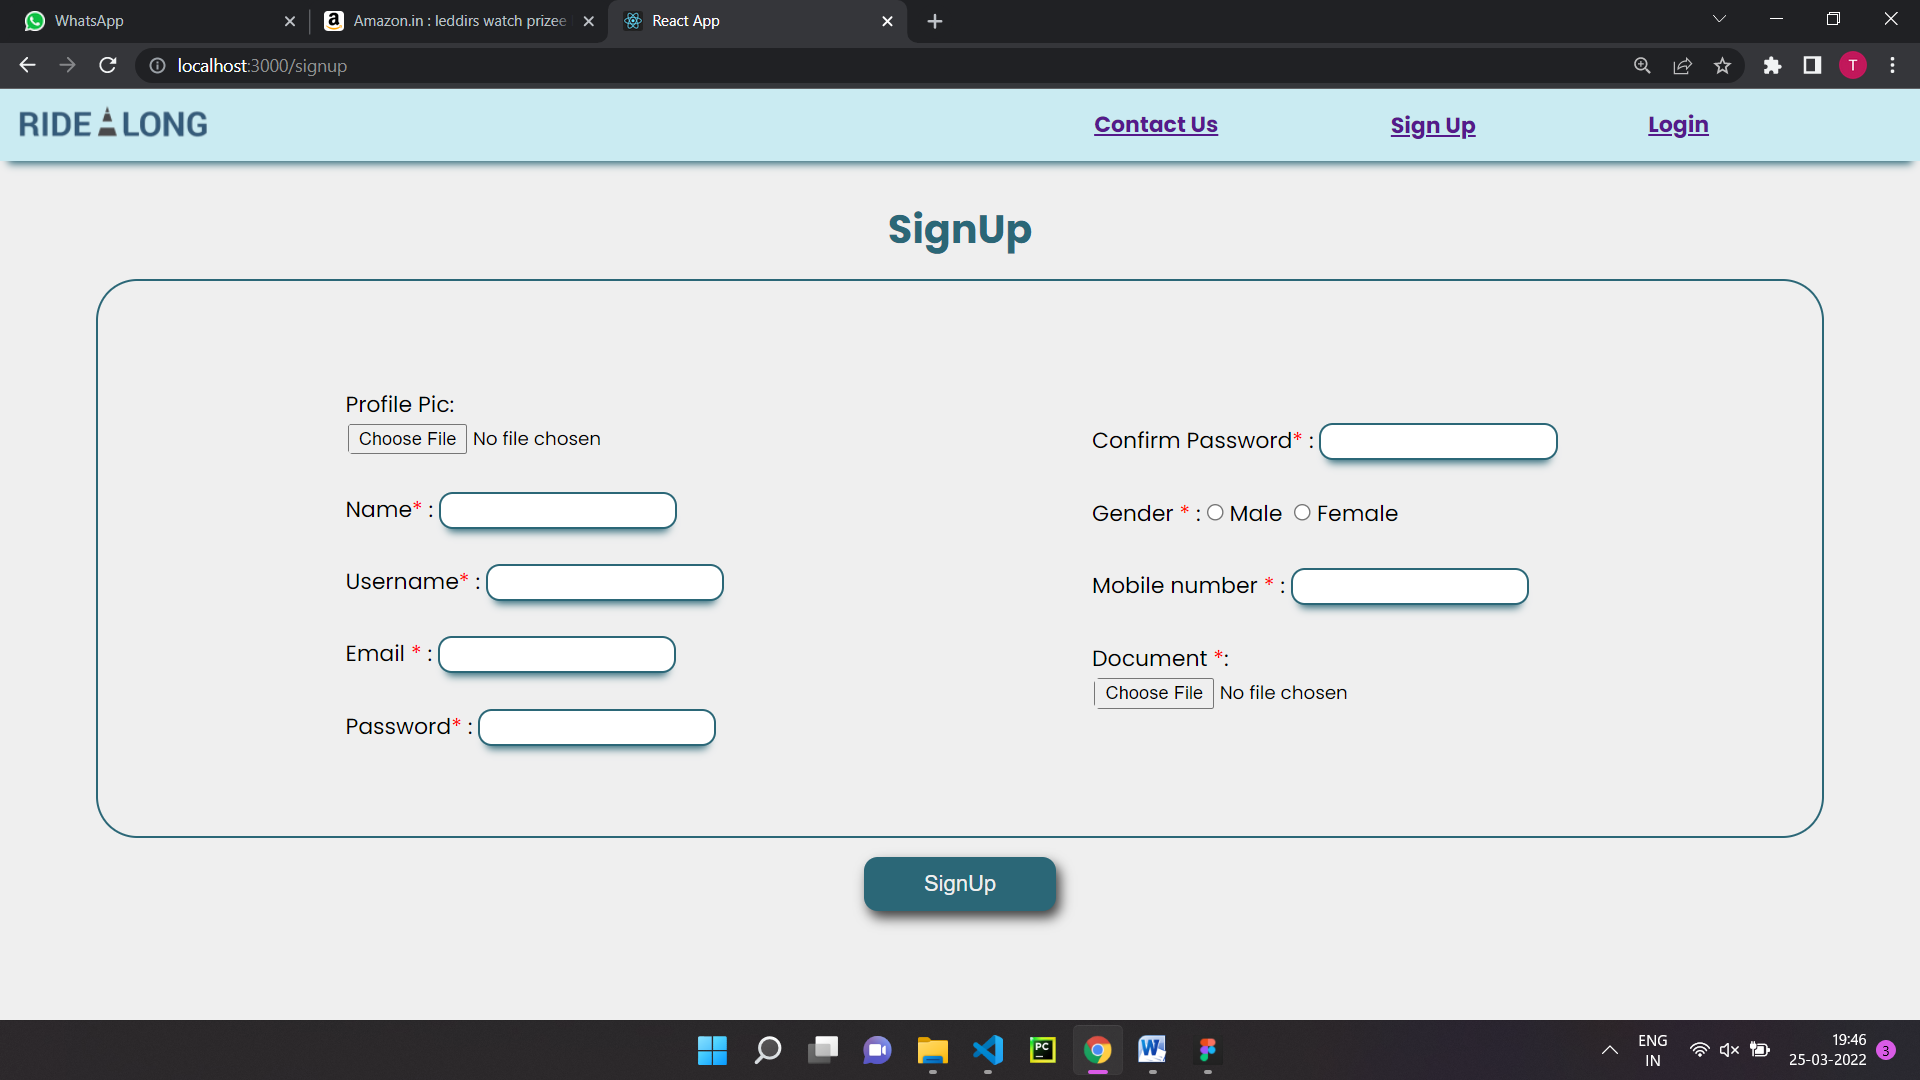 WhatsApp
Amazon.in : leddirs watch prizee
React App
localhost:3000/signup
T
RIDE LONG
Contact Us
Sign Up
Login
SignUp
Profile Pic:
Choose File No file chosen
Name* :
Username* :
Email * :
Password* :
Confirm Password* :
Gender * : Male Female
Mobile number * :
Document *:
Choose File No file chosen
SignUp
PC
W
ENG
IN
19:46
25-03-2022
3